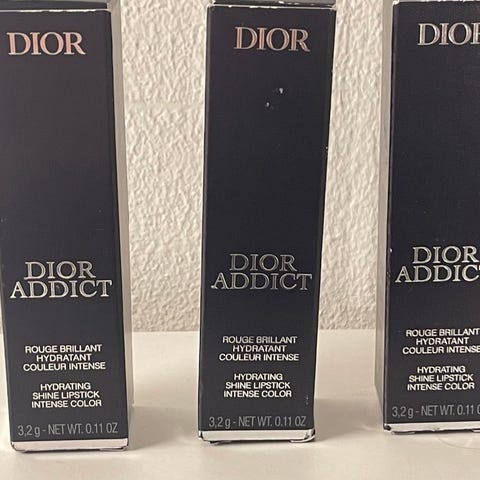 DIOR
DIOR
ADDICT
ROUGE BRILLANT
HYDRATANT
COULEUR INTENSE
HYDRATING
SHINE LIPSTICK
INTENSE COLOR
3,2 g - NET WT. 0.11 OZ
DIOR
DIOR
ADDICT
ROUGE BRILLANT
HYDRATANT
COULEUR INTENSE
HYDRATING
SHINE LIPSTICK
INTENSE COLOR
3,2 g - NET WT. 0.11 OZ
DIOR
DIOR
ADDICT
ROUGE BRILLANT
HYDRATANT
COULEUR INTENSE
HYDRATING
SHINE LIPSTICK
INTENSE COLOR
3,2 g - NET WT. 0.11